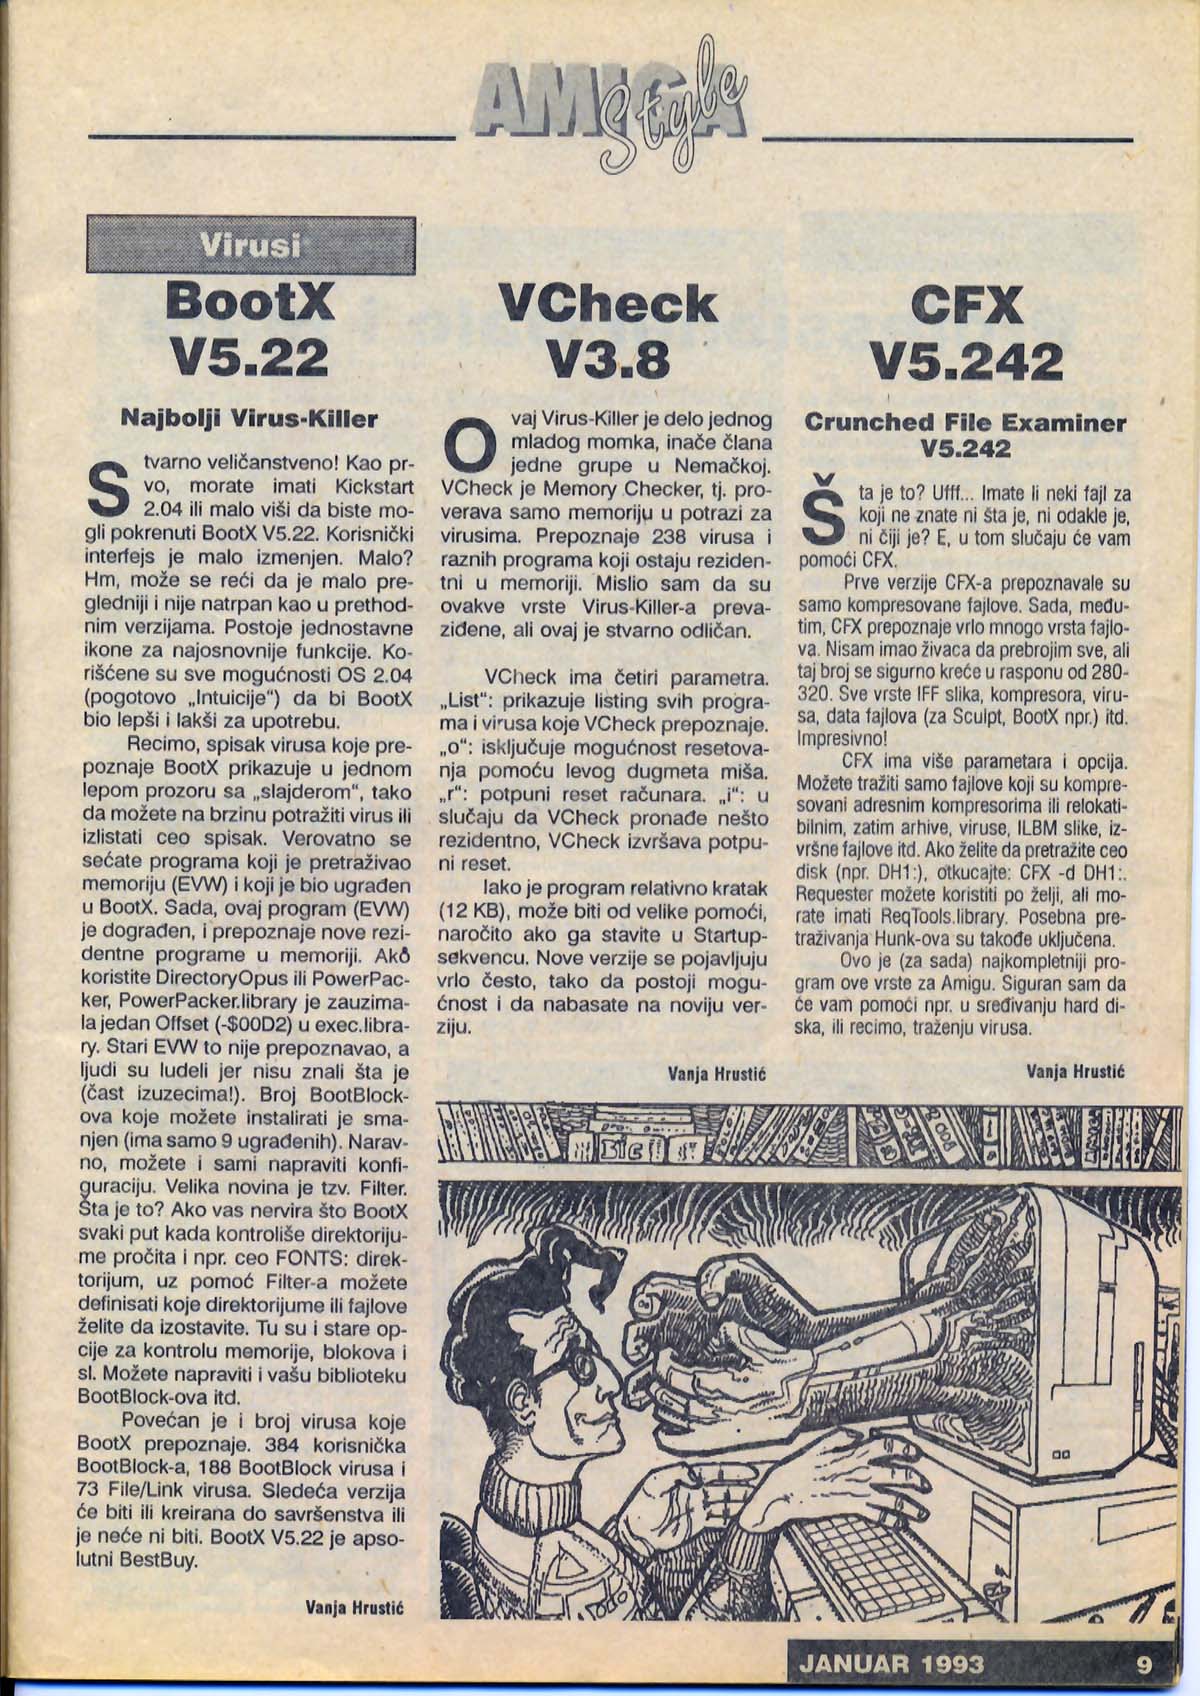 AMIGA Style
Virusi
BootX
V5.22
Najbolji Virus-Killer
Stvarno veličanstveno! Kao pr-
vo, morate imati Kickstart
2.04 ili malo viši da biste mo-
gli pokrenuti BootX V5.22. Korisnički
interfejs je malo izmenjen. Malo?
Hm, može se reći da je malo pre-
gledniji i nije natrpan kao u prethod-
nim verzijama. Postoje jednostavne
ikone za najosnovnije funkcije. Ko-
rišćene su sve mogućnosti OS 2.04
(pogotovo „Intuicije“) da bi BootX
bio lepši i lakši za upotrebu.
Recimo, spisak virusa koje pre-
poznaje BootX prikazuje u jednom
lepom prozoru sa „slajderom“, tako
da možete na brzinu potražiti virus ili
izlistati ceo spisak. Verovatno se
sećate programa koji je pretraživao
memoriju (EVW) i koji je bio ugrađen
u BootX. Sada, ovaj program (EVW)
je dograđen, i prepoznaje nove rezi-
dentne programe u memoriji. Ako
koristite DirectoryOpus ili PowerPac-
ker, PowerPacker.library je zauzima-
la jedan Offset (-$00D2) u exec.libra-
ry. Stari EVW to nije prepoznavao, a
ljudi su ludeli jer nisu znali šta je
(čast izuzecima!). Broj BootBlock-
ova koje možete instalirati je sma-
njen (ima samo 9 ugrađenih). Narav-
no, možete i sami napraviti konfi-
guraciju. Velika novina je tzv. Filter.
Šta je to? Ako vas nervira što BootX
svaki put kada kontroliše direktoriju-
me pročita i npr. ceo FONTS: direk-
torijum, uz pomoć Filter-a možete
definisati koje direktorijume ili fajlove
želite da izostavite. Tu su i stare op-
cije za kontrolu memorije, blokova i
sl. Možete napraviti i vašu biblioteku
BootBlock-ova itd.
Povećan je i broj virusa koje
BootX prepoznaje. 384 korisnička
BootBlock-a, 188 BootBlock virusa i
73 File/Link virusa. Sledeća verzija
će biti ili kreirana do savršenstva ili
je neće ni biti. BootX V5.22 je apso-
lutni BestBuy.
Vanja Hrustić
VCheck
V3.8
Ovaj Virus-Killer je delo jednog
mladog momka, inače člana
jedne grupe u Nemačkoj.
VCheck je Memory Checker, tj. pro-
verava samo memoriju u potrazi za
virusima. Prepoznaje 238 virusa i
raznih programa koji ostaju reziden-
tni u memoriji. Mislio sam da su
ovakve vrste Virus-Killer-a preva-
ziđene, ali ovaj je stvarno odličan.
VCheck ima četiri parametra.
„List“: prikazuje listing svih progra-
ma i virusa koje VCheck prepoznaje.
„o“: isključuje mogućnost resetova-
nja pomoću levog dugmeta miša.
„r“: potpuni reset računara. „i“: u
slučaju da VCheck pronađe nešto
rezidentno, VCheck izvršava potpu-
ni reset.
Iako je program relativno kratak
(12 KB), može biti od velike pomoći,
naročito ako ga stavite u Startup-
sekvencu. Nove verzije se pojavljuju
vrlo često, tako da postoji mogu-
ćnost i da nabasate na noviju ver-
ziju.
Vanja Hrustić
CFX
V5.242
Crunched File Examiner
V5.242
Šta je to? Ufff... Imate li neki fajl za
koji ne znate ni šta je, ni odakle je,
ni čiji je? E, u tom slučaju će vam
pomoći CFX.
Prve verzije CFX-a prepoznavale su
samo kompresovane fajlove. Sada, među-
tim, CFX prepoznaje vrlo mnogo vrsta fajlo-
va. Nisam imao živaca da prebrojim sve, ali
taj broj se sigurno kreće u rasponu od 280-
320. Sve vrste IFF slika, kompresora, viru-
sa, data fajlova (za Sculpt, BootX npr.) itd.
Impresivno!
CFX ima više parametara i opcija.
Možete tražiti samo fajlove koji su kompre-
sovani adresnim kompresorima ili relokati-
bilnim, zatim arhive, viruse, ILBM slike, iz-
vršne fajlove itd. Ako želite da pretražite ceo
disk (npr. DH1:), otkucajte: CFX -d DH1:.
Requester možete koristiti po želji, ali mo-
rate imati ReqTools.library. Posebna pre-
traživanja Hunk-ova su takođe uključena.
Ovo je (za sada) najkompletniji pro-
gram ove vrste za Amigu. Siguran sam da
će vam pomoći npr. u sređivanju hard di-
ska, ili recimo, traženju virusa.
Vanja Hrustić
JANUAR 1993 9